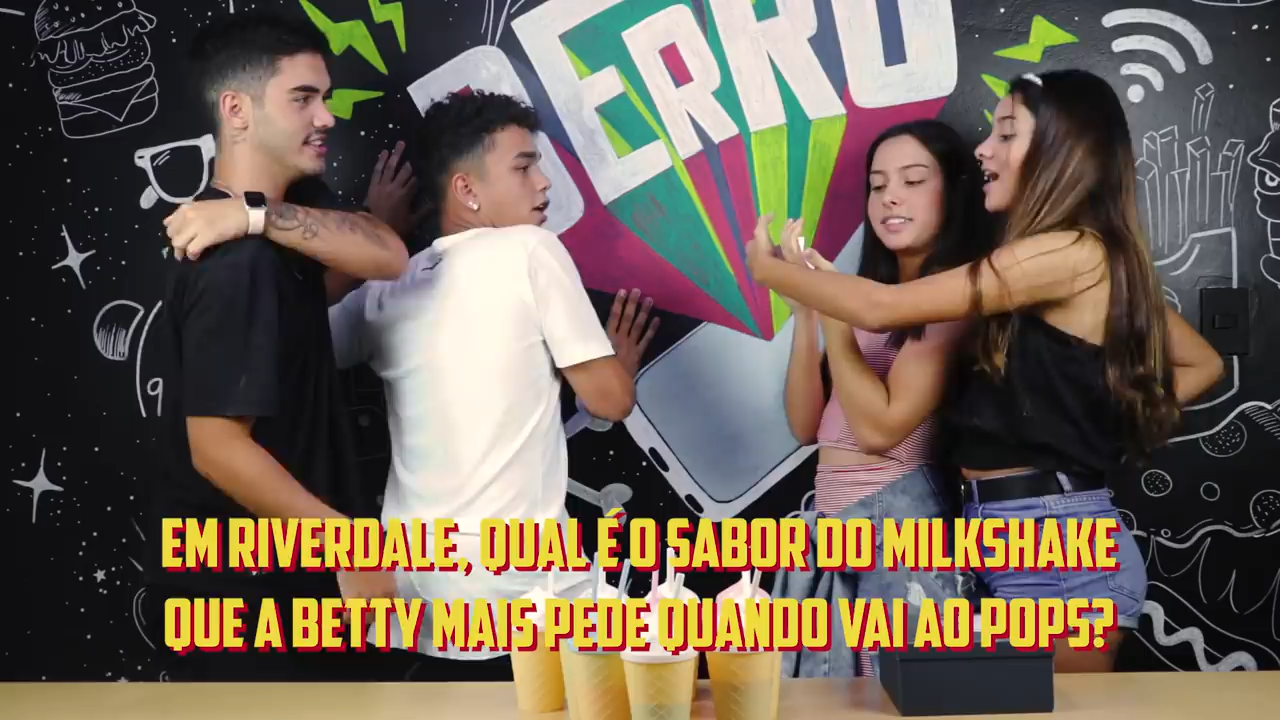 ERRO
EM RIVERDALE, QUAL É O SABOR DO MILKSHAKE
QUE A BETTY MAIS PEDE QUANDO VAI AO POPS?